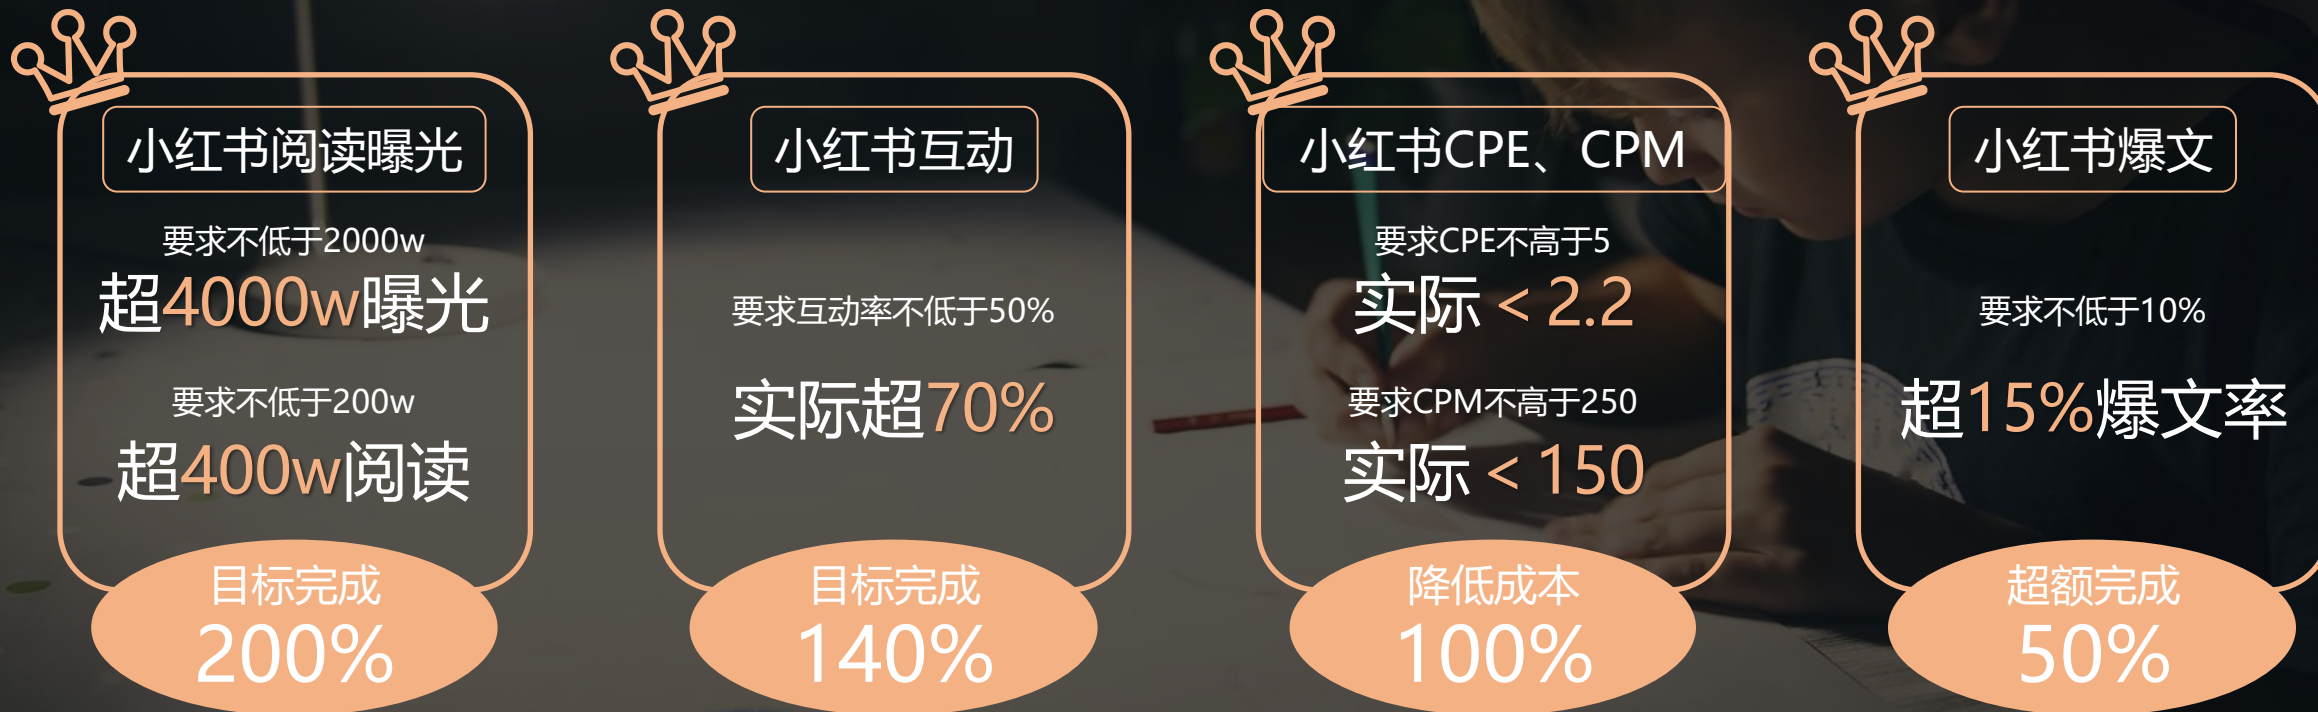 小红书阅读曝光
要求不低于2000w
超4000w曝光
要求不低于200w
超400w阅读
目标完成
200%
小红书互动
要求互动率不低于50%
实际超70%
目标完成
140%
小红书CPE、CPM
要求CPE不高于5
实际＜2.2
要求CPM不高于250
实际＜150
降低成本
100%
小红书爆文
要求不低于10%
超15%爆文率
超额完成
50%